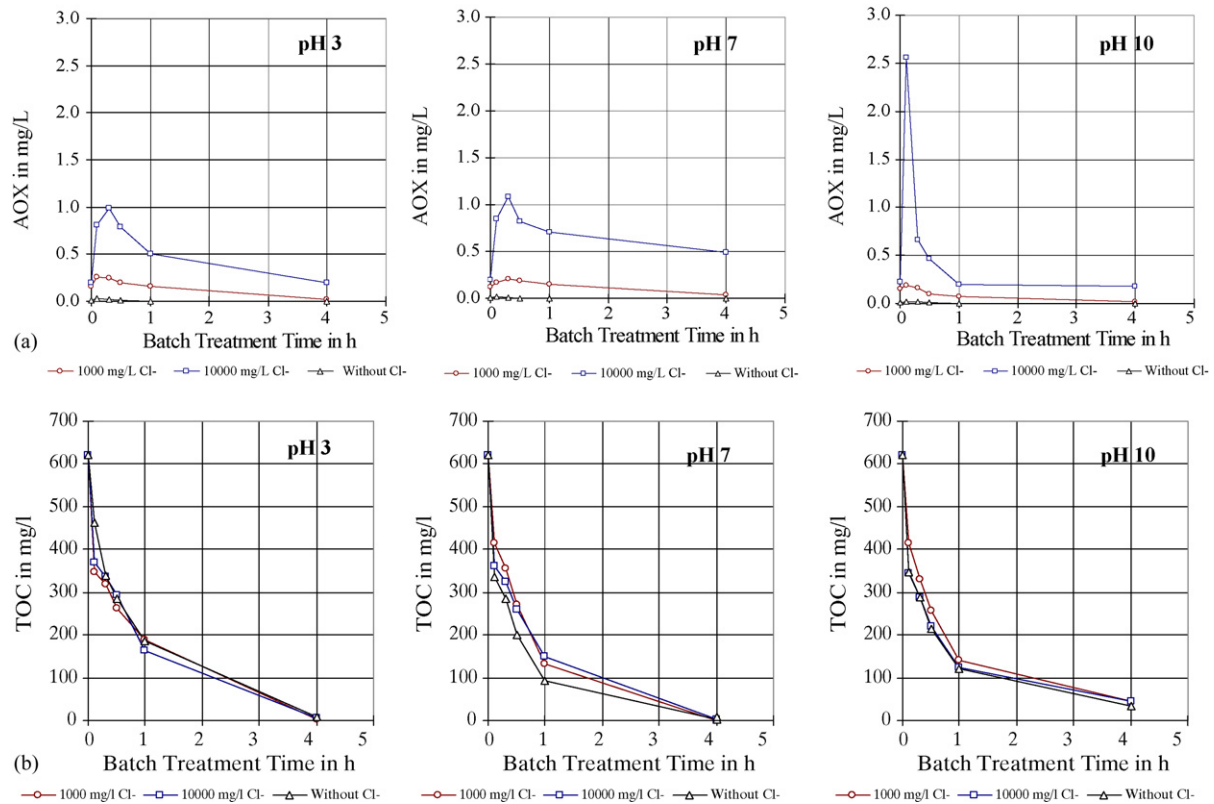 pH 3
3.0
2.5
2.0
1.5
1.0
0.5
0.0
AOX in mg/L
0 1 2 3 4 5
Batch Treatment Time in h
1000 mg/L Cl- 10000 mg/L Cl- Without Cl-
pH 7
3.0
2.5
2.0
1.5
1.0
0.5
0.0
AOX in mg/L
0 1 2 3 4 5
Batch Treatment Time in h
1000 mg/L Cl- 10000 mg/L Cl- Without Cl-
pH 10
3.0
2.5
2.0
1.5
1.0
0.5
0.0
AOX in mg/L
0 1 2 3 4 5
Batch Treatment Time in h
1000 mg/L Cl- 10000 mg/L Cl- Without Cl-
(a)
pH 3
700
600
500
400
300
200
100
0
TOC in mg/l
0 1 2 3 4 5
Batch Treatment Time in h
1000 mg/l Cl- 10000 mg/l Cl- Without Cl-
pH 7
700
600
500
400
300
200
100
0
TOC in mg/l
0 1 2 3 4 5
Batch Treatment Time in h
1000 mg/l Cl- 10000 mg/l Cl- Without Cl-
pH 10
700
600
500
400
300
200
100
0
TOC in mg/l
0 1 2 3 4 5
Batch Treatment Time in h
1000 mg/l Cl- 10000 mg/l Cl- Without Cl-
(b)